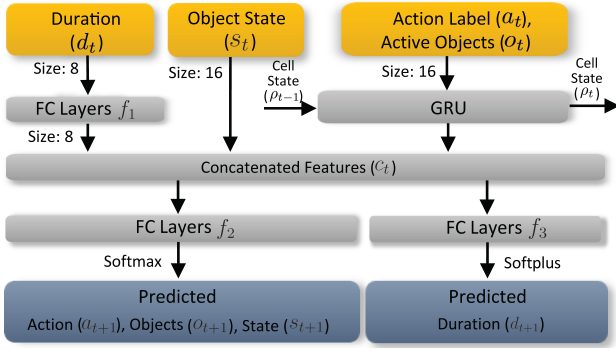 Duration
(d_t)
Object State
(s_t)
Action Label (a_t),
Active Objects (o_t)
Size: 8
Size: 16
Cell
State
(ρ_{t−1})
Size: 16
Cell
State
(ρ_t)
FC Layers f_1
GRU
Size: 8
Concatenated Features (c_t)
FC Layers f_2
FC Layers f_3
Softmax
Softplus
Predicted
Action (a_{t+1}), Objects (o_{t+1}), State (s_{t+1})
Predicted
Duration (d_{t+1})